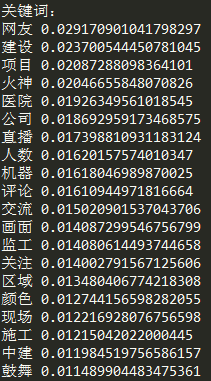 关键词:
网友 0.029170901041798297
建设 0.023700544450781045
项目 0.02087288098364101
火神 0.02046655848070826
医院 0.01926349561018545
公司 0.018692959173468575
直播 0.017398810931183124
人数 0.01620157574010347
机器 0.01618046989870025
评论 0.01610944971816664
交流 0.015020901537043706
画面 0.014087299546756799
监工 0.014080614493744658
关注 0.014002791567125606
区域 0.013480406774218308
颜色 0.012744156598282055
现场 0.012216928076756598
施工 0.01215042022000445
中建 0.011984519756586157
鼓舞 0.011489904483475361